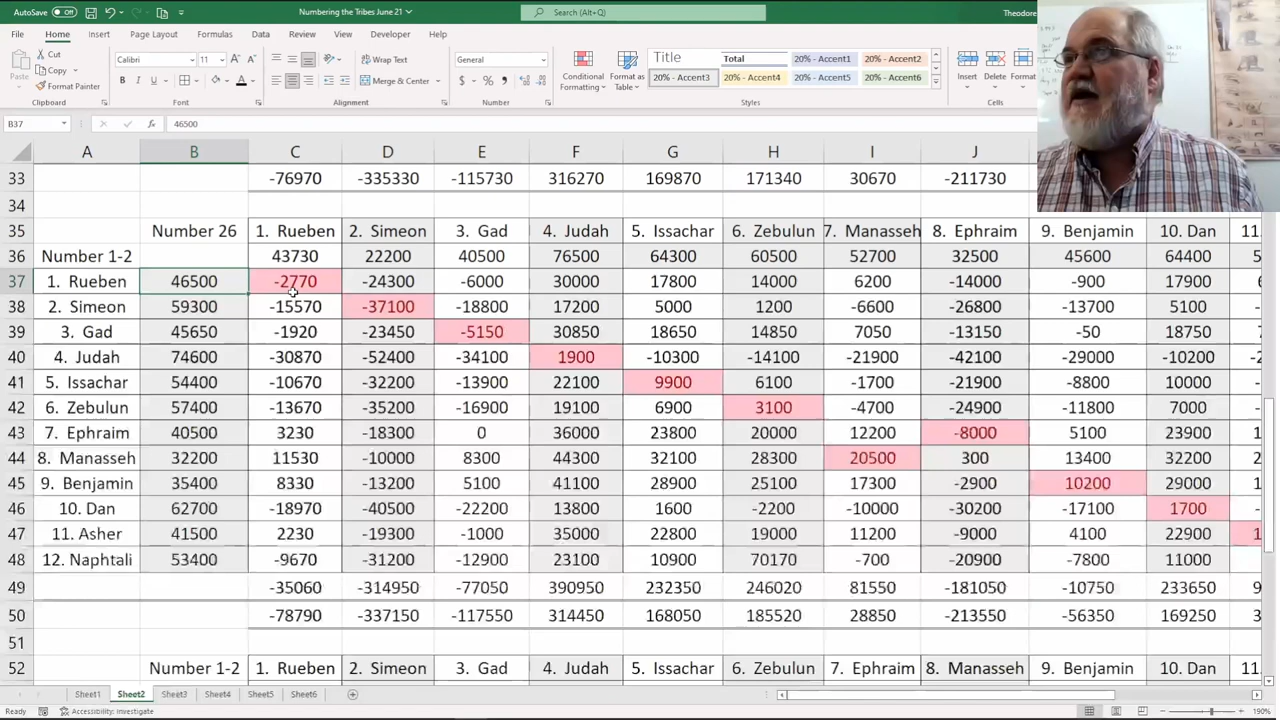 AutoSave Off Numbering the Tribes June 21 Search (Alt+Q) Theodore
File Home Insert Page Layout Formulas Data Review View Developer Help
Cut Calibri 11 Wrap Text General Title Total 20% - Accent1 20% - Accent2
Paste Copy Format Painter B I U Merge & Center $ % Conditional Formatting Format as Table 20% - Accent3 20% - Accent4 20% - Accent5 20% - Accent6 Insert Delete Format
Clipboard Font Alignment Number Styles Cells
B37 fx 46500
A B C D E F G H I J
33 -76970 -335330 -115730 316270 169870 171340 30670 -211730
34
35 Number 26 1. Rueben 2. Simeon 3. Gad 4. Judah 5. Issachar 6. Zebulun 7. Manasseh 8. Ephraim 9. Benjamin 10. Dan 11.
36 Number 1-2 43730 22200 40500 76500 64300 60500 52700 32500 45600 64400 5
37 1. Rueben 46500 -2770 -24300 -6000 30000 17800 14000 6200 -14000 -900 17900
38 2. Simeon 59300 -15570 -37100 -18800 17200 5000 1200 -6600 -26800 -13700 5100
39 3. Gad 45650 -1920 -23450 -5150 30850 18650 14850 7050 -13150 -50 18750
40 4. Judah 74600 -30870 -52400 -34100 1900 -10300 -14100 -21900 -42100 -29000 -10200 -2
41 5. Issachar 54400 -10670 -32200 -13900 22100 9900 6100 -1700 -21900 -8800 10000 -
42 6. Zebulun 57400 -13670 -35200 -16900 19100 6900 3100 -4700 -24900 -11800 7000 -
43 7. Ephraim 40500 3230 -18300 0 36000 23800 20000 12200 -8000 5100 23900 1
44 8. Manasseh 32200 11530 -10000 8300 44300 32100 28300 20500 300 13400 32200 2
45 9. Benjamin 35400 8330 -13200 5100 41100 28900 25100 17300 -2900 10200 29000 1
46 10. Dan 62700 -18970 -40500 -22200 13800 1600 -2200 -10000 -30200 -17100 1700 -
47 11. Asher 41500 2230 -19300 -1000 35000 22800 19000 11200 -9000 4100 22900 1
48 12. Naphtali 53400 -9670 -31200 -12900 23100 10900 70170 -700 -20900 -7800 11000 -
49 -35060 -314950 -77050 390950 232350 246020 81550 -181050 -10750 233650 9
50 -78790 -337150 -117550 314450 168050 185520 28850 -213550 -56350 169250 3
51
52 Number 1-2 1. Rueben 2. Simeon 3. Gad 4. Judah 5. Issachar 6. Zebulun 7. Ephraim 8. Manasseh 9. Benjamin 10. Dan 11.
Sheet1 Sheet2 Sheet3 Sheet4 Sheet5 Sheet6
Ready Accessibility: Investigate 190%